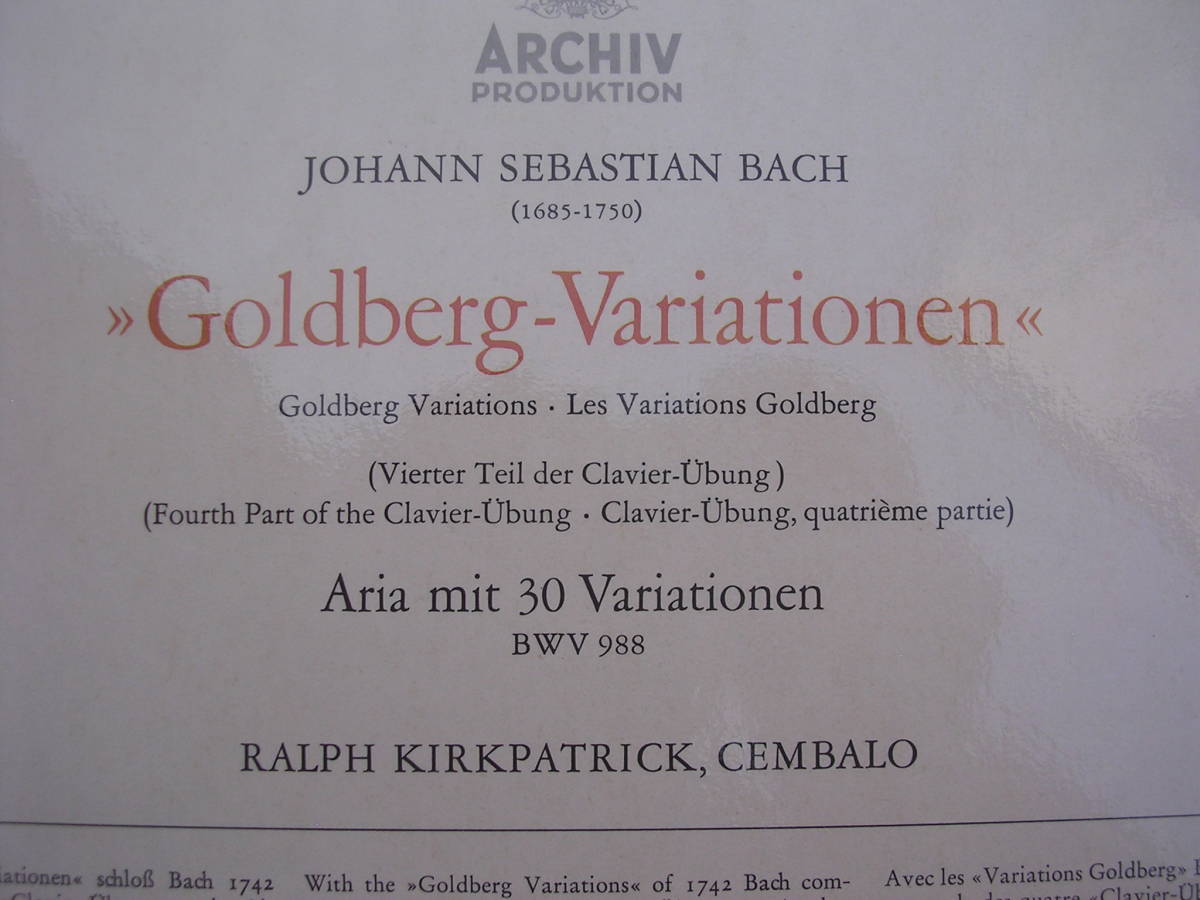 ARCHIV
PRODUKTION
JOHANN SEBASTIAN BACH
(1685-1750)
»Goldberg-Variationen«
Goldberg Variations · Les Variations Goldberg
(Vierter Teil der Clavier-Übung)
(Fourth Part of the Clavier-Übung · Clavier-Übung, quatrième partie)
Aria mit 30 Variationen
BWV 988
RALPH KIRKPATRICK, CEMBALO
iationen« schloß Bach 1742
With the »Goldberg Variations« of 1742 Bach com-
Avec les «Variations Goldberg»